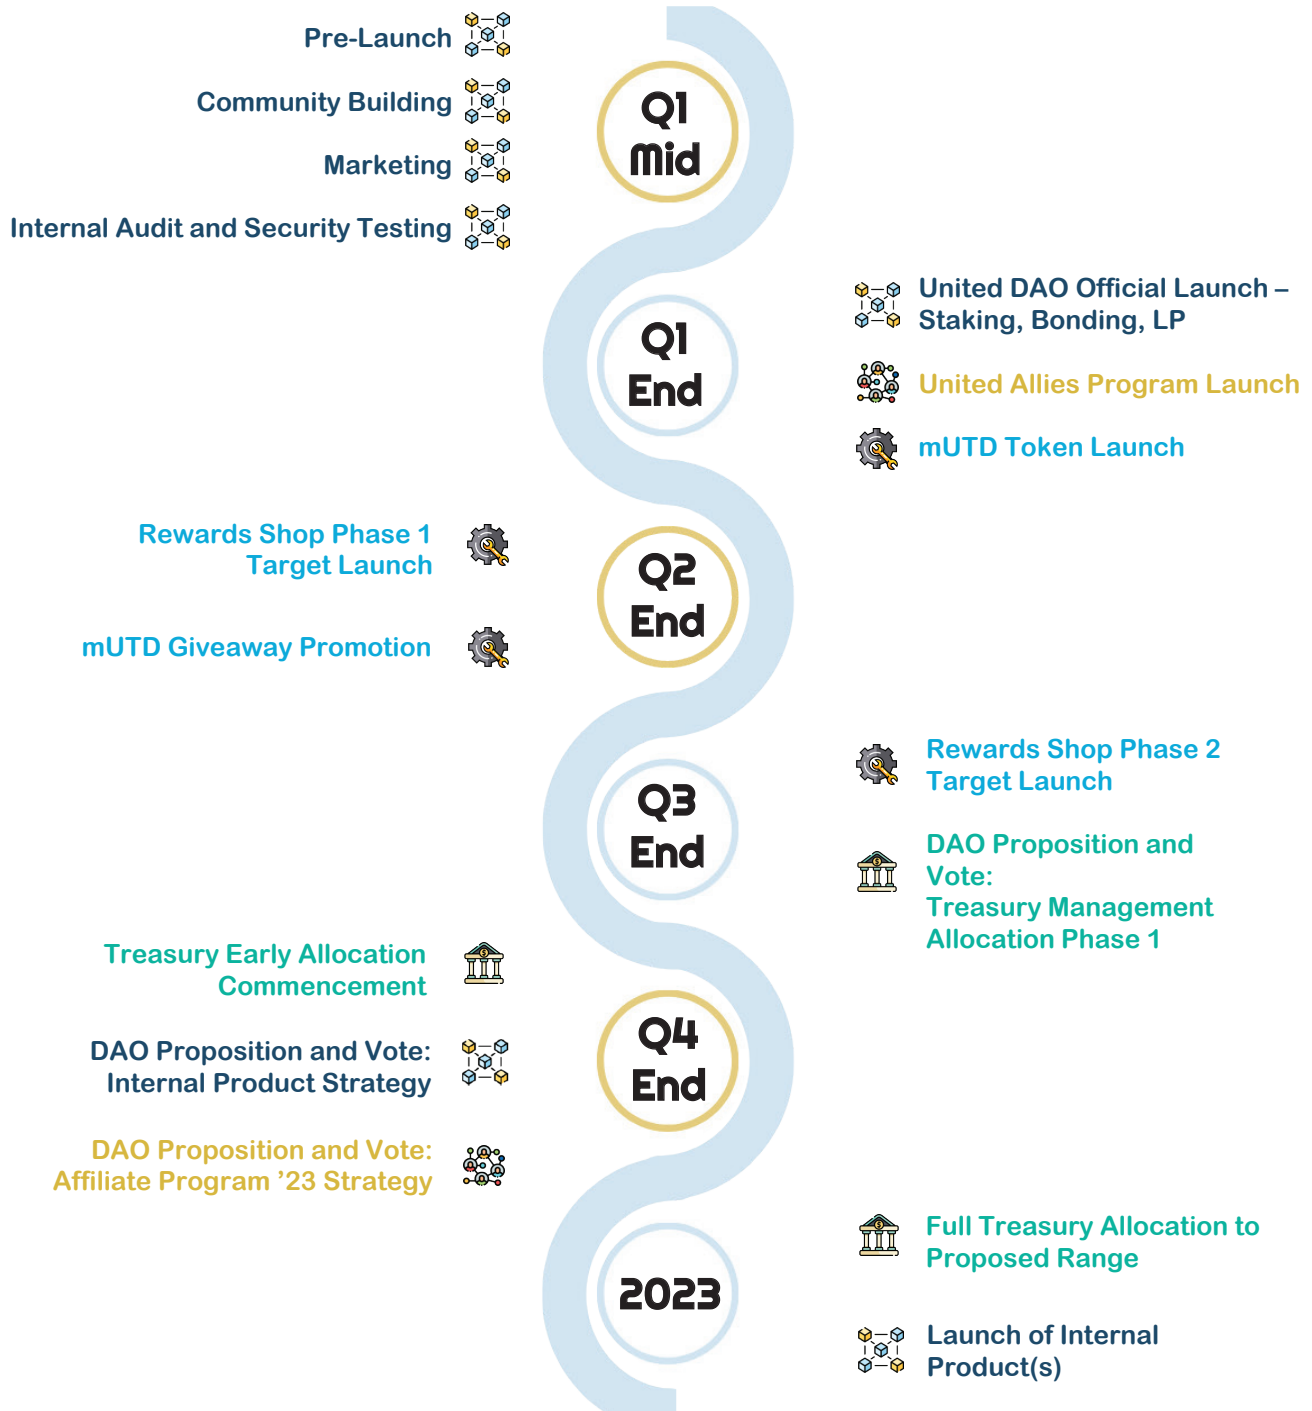 Pre-Launch
Community Building
Marketing
Internal Audit and Security Testing
Q1
Mid
Q1
End
United DAO Official Launch –
Staking, Bonding, LP
United Allies Program Launch
mUTD Token Launch
Rewards Shop Phase 1
Target Launch
mUTD Giveaway Promotion
Q2
End
Q3
End
Rewards Shop Phase 2
Target Launch
DAO Proposition and
Vote:
Treasury Management
Allocation Phase 1
Treasury Early Allocation
Commencement
DAO Proposition and Vote:
Internal Product Strategy
DAO Proposition and Vote:
Affiliate Program ’23 Strategy
Q4
End
2023
Full Treasury Allocation to
Proposed Range
Launch of Internal
Product(s)